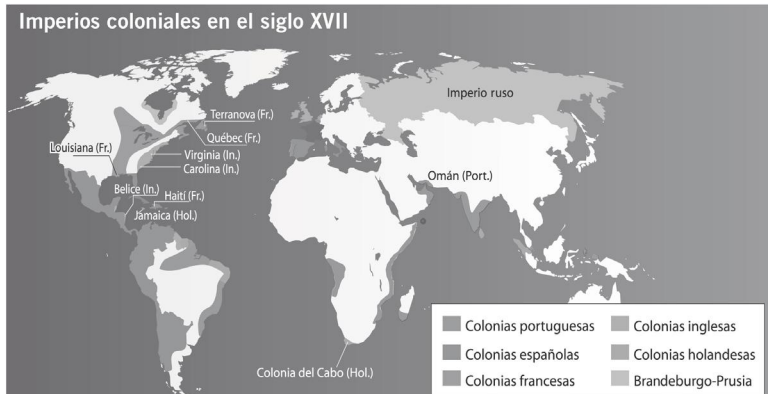 Imperios coloniales en el siglo XVII
Imperio ruso
Terranova (Fr.)
Québec (Fr.)
Louisiana (Fr.)
Virginia (In.)
Carolina (In.)
Omán (Port.)
Belice (In.)
Haití (Fr.)
Jamaica (Hol.)
Colonia del Cabo (Hol.)
Colonias portuguesas
Colonias españolas
Colonias francesas
Colonias inglesas
Colonias holandesas
Brandeburgo-Prusia